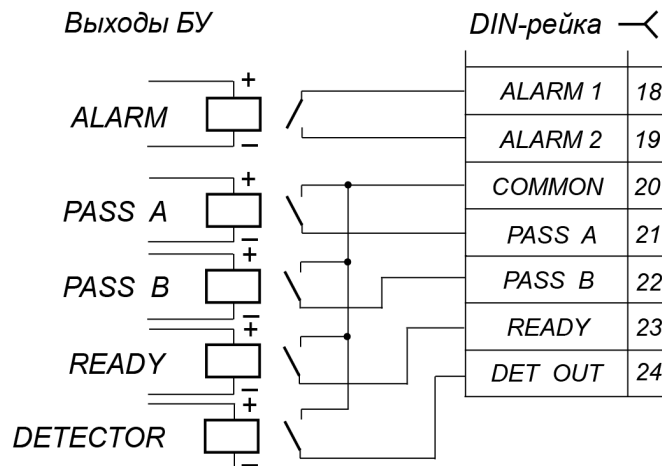 Выходы БУ DIN-рейка
+
ALARM
−
ALARM 1 18
ALARM 2 19
+
PASS A
−
COMMON 20
PASS A 21
+
PASS B
−
PASS B 22
+
READY
−
READY 23
+
DETECTOR
−
DET OUT 24